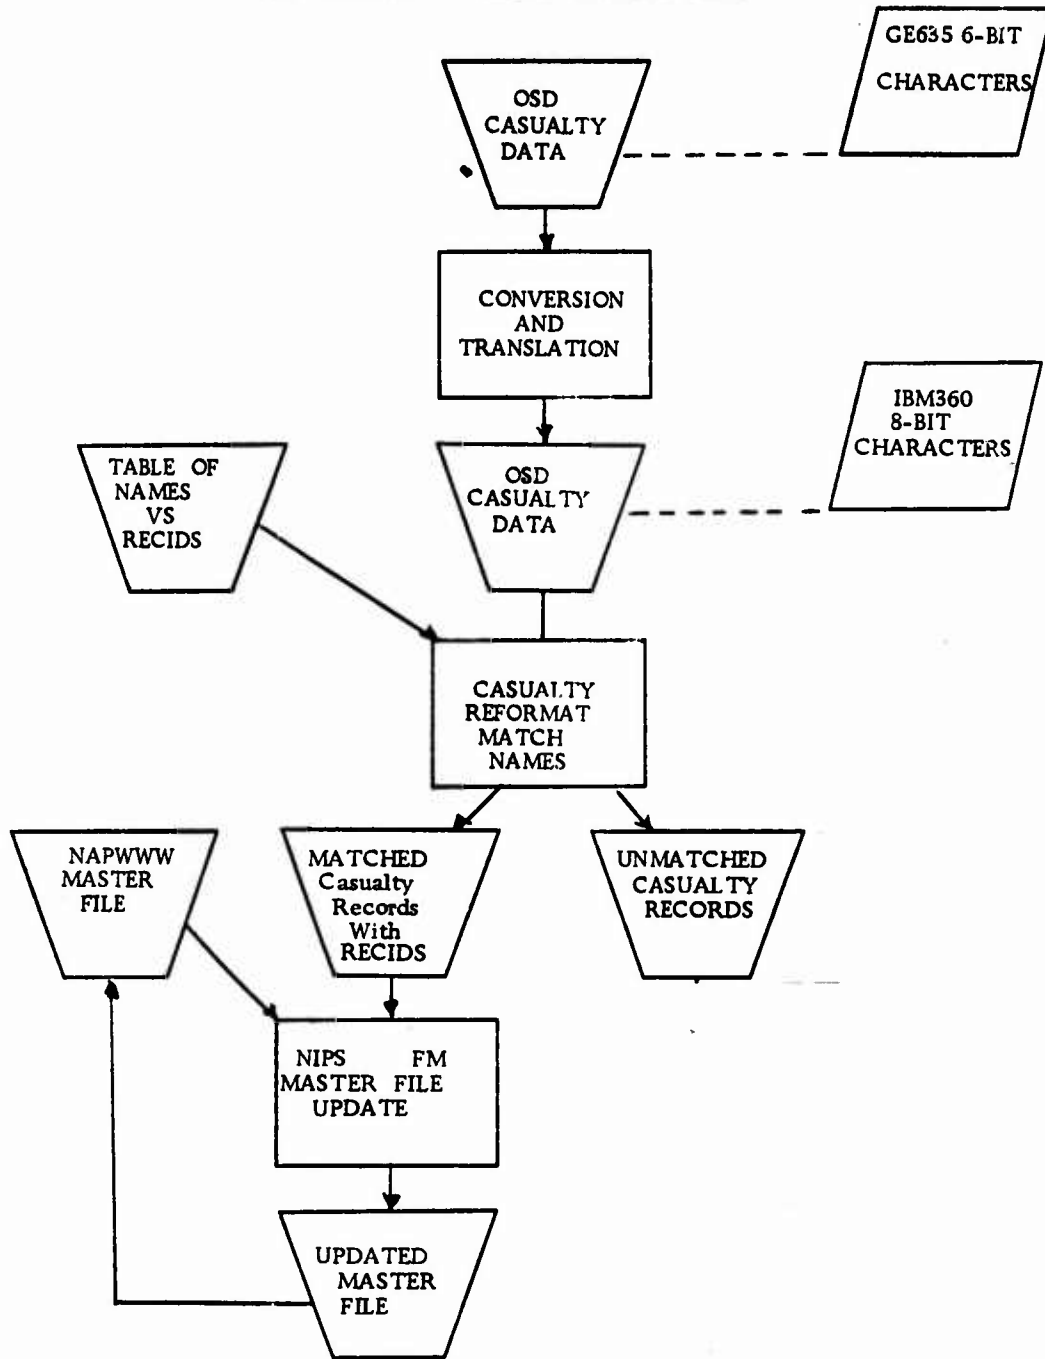 GE635 6-BIT
CHARACTERS
OSD
CASUALTY
DATA
CONVERSION
AND
TRANSLATION
IBM360
8-BIT
CHARACTERS
TABLE OF
NAMES
VS
RECIDS
OSD
CASUALTY
DATA
CASUALTY
REFORMAT
MATCH
NAMES
NAPWWW
MASTER
FILE
MATCHED
Casualty
Records
With
RECIDS
UNMATCHED
CASUALTY
RECORDS
NIPS FM
MASTER FILE
UPDATE
UPDATED
MASTER
FILE